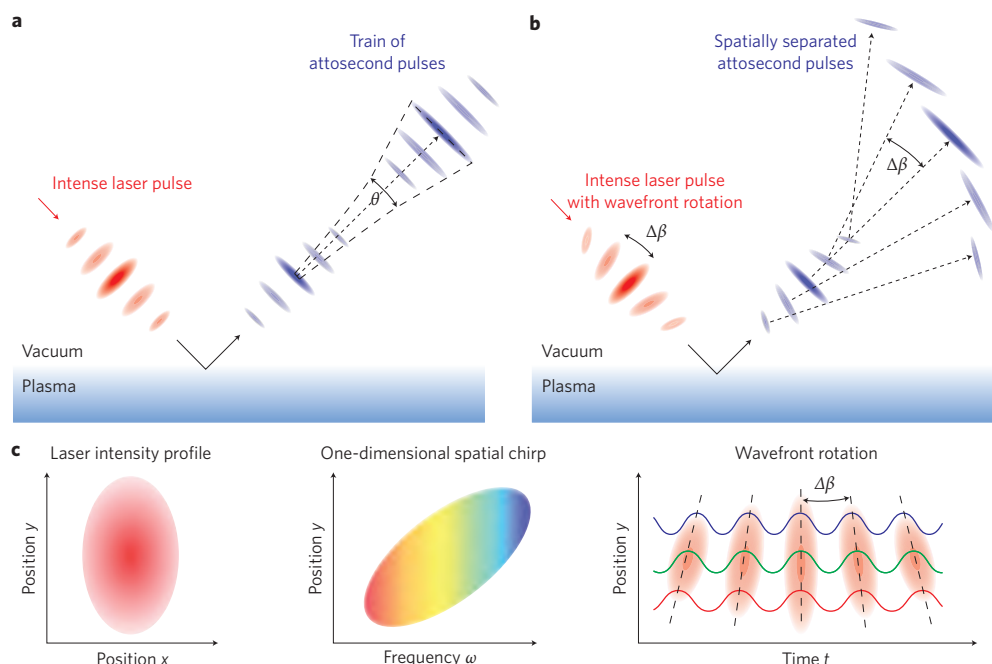 a
Train of
attosecond pulses
Intense laser pulse
θ
Vacuum
Plasma
b
Spatially separated
attosecond pulses
Δβ
Intense laser pulse
with wavefront rotation
Δβ
Vacuum
Plasma
c
Laser intensity profile
Position y
Position x
One-dimensional spatial chirp
Position y
Frequency ω
Wavefront rotation
Δβ
Position y
Time t